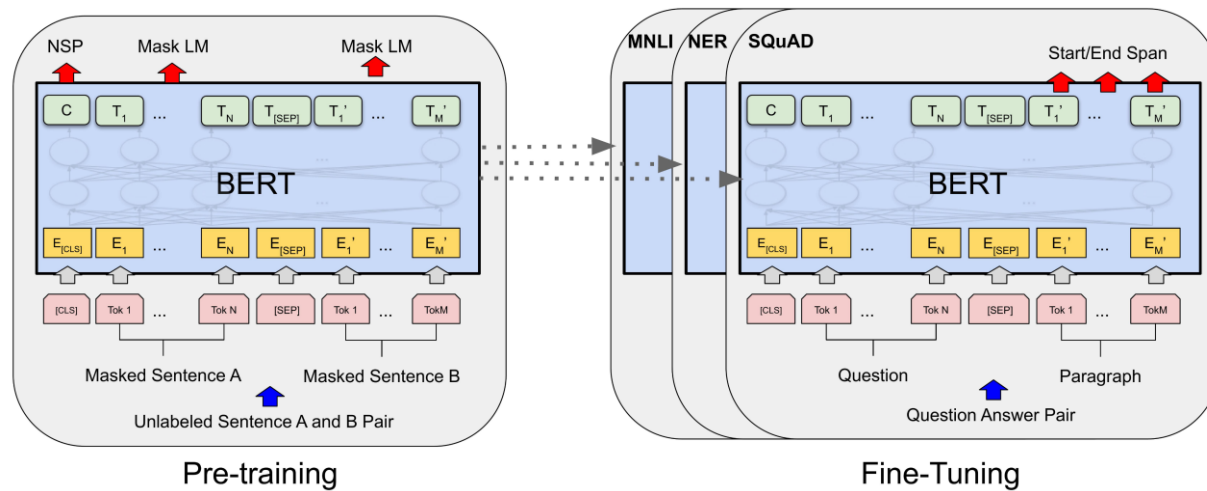 NSP Mask LM Mask LM
C T1 ... TN T[SEP] T1' ... TM'
...
BERT
...
E[CLS] E1 ... EN E[SEP] E1' ... EM'
[CLS] Tok 1 ... Tok N [SEP] Tok 1 ... TokM
Masked Sentence A Masked Sentence B
Unlabeled Sentence A and B Pair
Pre-training
MNLI NER SQuAD
Start/End Span
C T1 ... TN T[SEP] T1' ... TM'
...
BERT
...
E[CLS] E1 ... EN E[SEP] E1' ... EM'
[CLS] Tok 1 ... Tok N [SEP] Tok 1 ... TokM
Question Paragraph
Question Answer Pair
Fine-Tuning